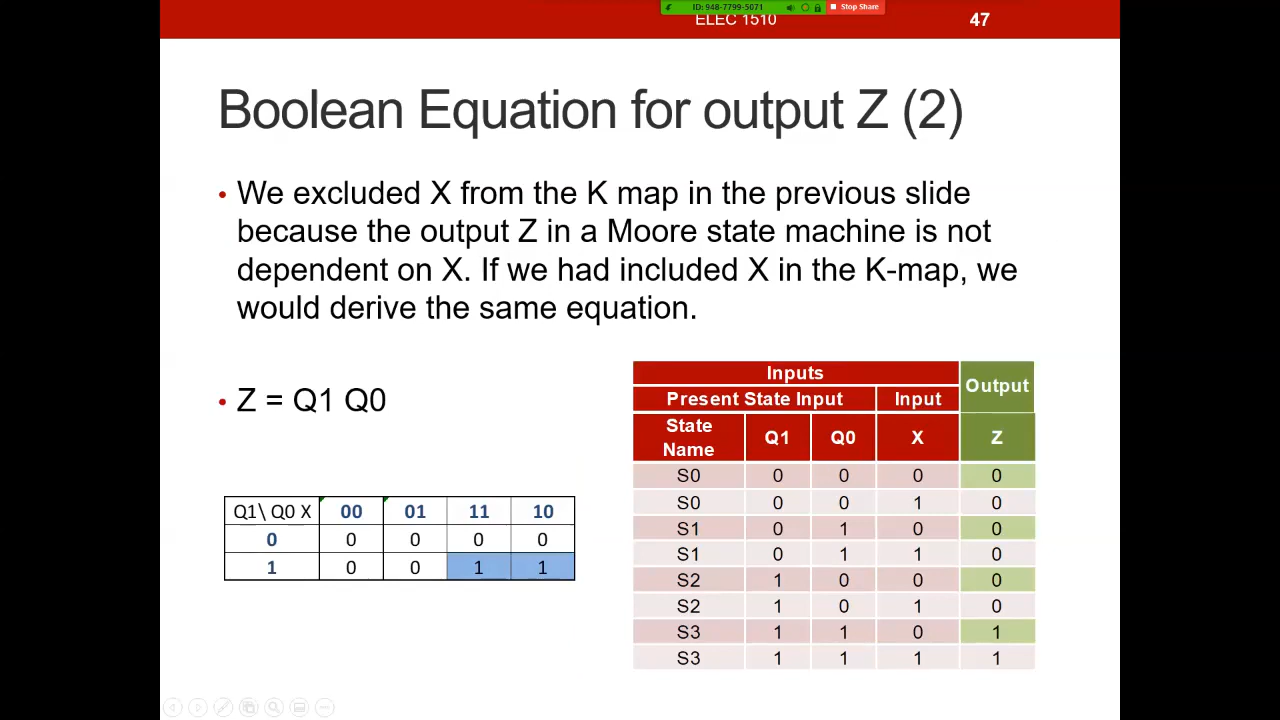 ID: 948-7799-5071
Stop Share
ELEC 1510
47
Boolean Equation for output Z (2)
• We excluded X from the K map in the previous slide
because the output Z in a Moore state machine is not
dependent on X. If we had included X in the K-map, we
would derive the same equation.
• Z = Q1 Q0
Q1\ Q0 X 00 01 11 10
0 0 0 0 0
1 0 0 1 1
Inputs Output
Present State Input Input
State Name Q1 Q0 X Z
S0 0 0 0 0
S0 0 0 1 0
S1 0 1 0 0
S1 0 1 1 0
S2 1 0 0 0
S2 1 0 1 0
S3 1 1 0 1
S3 1 1 1 1